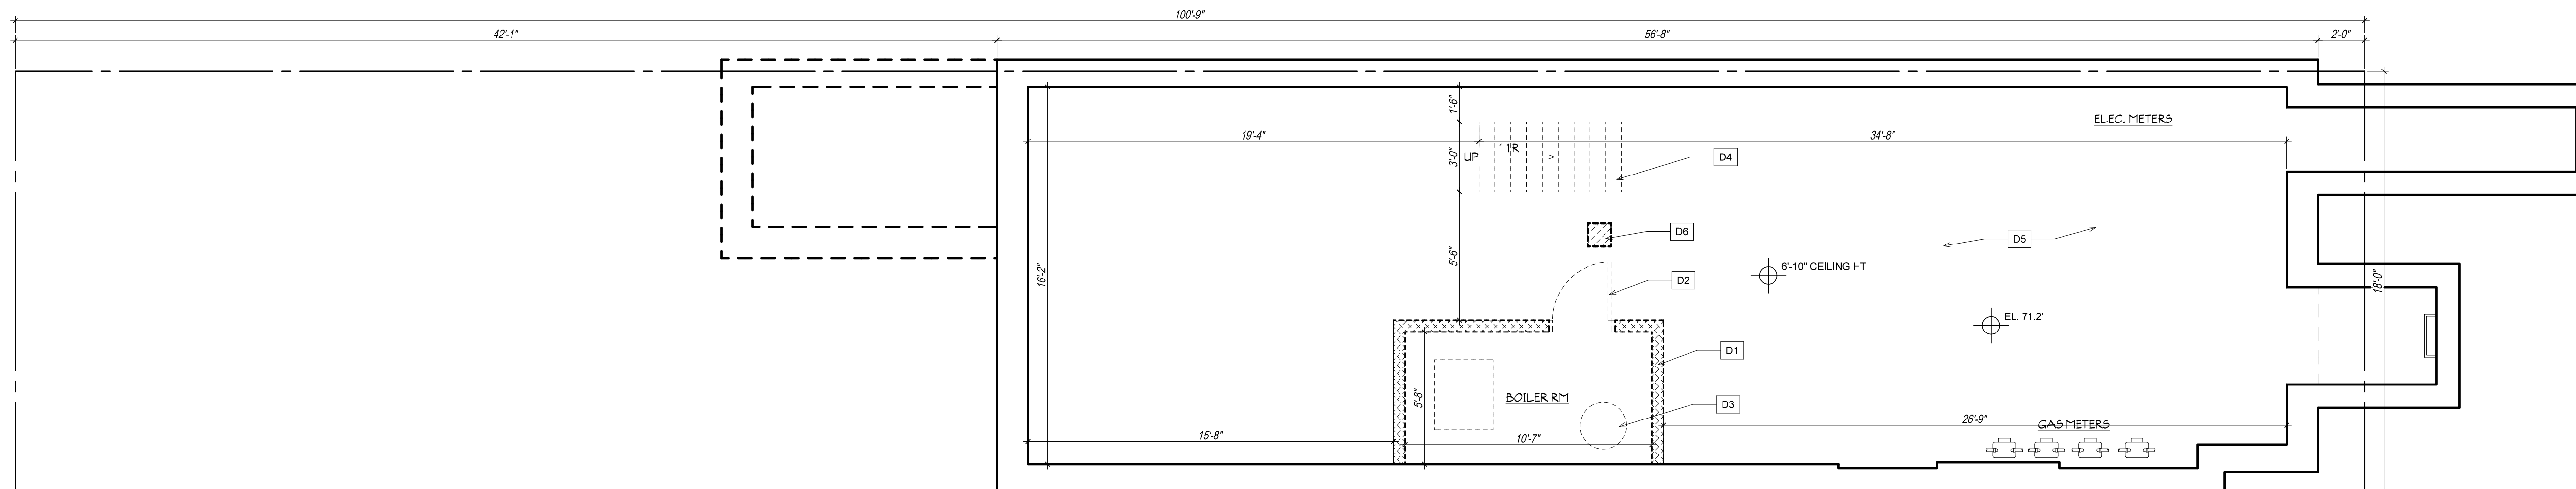 100'-9"
42'-1"
56'-8"
2'-0"
1'-6"
ELEC. METERS
19'-4"
34'-8"
UP
11R
3'-0"
D4
D6
D5
5'-6"
16'-2"
6'-10" CEILING HT
D2
18'-0"
EL. 71.2'
D1
5'-8"
BOILER RM
D3
26'-9"
GAS METERS
15'-8"
10'-7"